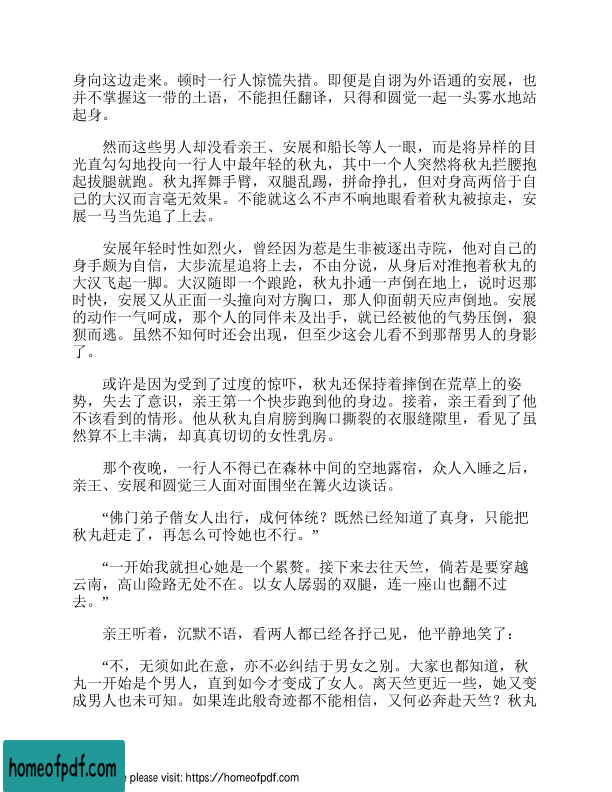 身向这边走来。顿时一行人惊慌失措。即便是自诩为外语通的安展，也
并不掌握这一带的土语，不能担任翻译，只得和圆觉一起一头雾水地站
起身。
然而这些男人却没看亲王、安展和船长等人一眼，而是将异样的目
光直勾勾地投向一行人中最年轻的秋丸，其中一个人突然将秋丸拦腰抱
起拔腿就跑。秋丸挥舞手臂，双腿乱踢，拼命挣扎，但对身高两倍于自
己的大汉而言毫无效果。不能就这么不声不响地眼看着秋丸被掠走，安
展一马当先追了上去。
安展年轻时性如烈火，曾经因为惹是生非被逐出寺院，他对自己的
身手颇为自信，大步流星追将上去，不由分说，从身后对准抱着秋丸的
大汉飞起一脚。大汉随即一个踉跄，秋丸扑通一声倒在地上，说时迟那
时快，安展又从正面一头撞向对方胸口，那人仰面朝天应声倒地。安展
的动作一气呵成，那个人的同伴未及出手，就已经被他的气势压倒，狼
狈而逃。虽然不知何时还会出现，但至少这会儿看不到那帮男人的身影
了。
或许是因为受到了过度的惊吓，秋丸还保持着摔倒在荒草上的姿
势，失去了意识，亲王第一个快步跑到他的身边。接着，亲王看到了他
不该看到的情形。他从秋丸自肩膀到胸口撕裂的衣服缝隙里，看见了虽
然算不上丰满，却真真切切的女性乳房。
那个夜晚，一行人不得已在森林中间的空地露宿，众人入睡之后，
亲王、安展和圆觉三人面对面围坐在篝火边谈话。
“佛门弟子偕女人出行，成何体统？既然已经知道了真身，只能把
秋丸赶走了，再怎么可怜她也不行。”
“一开始我就担心她是一个累赘。接下来去往天竺，倘若是要穿越
云南，高山险路无处不在。以女人孱弱的双腿，连一座山也翻不过
去。”
亲王听着，沉默不语，看两人都已经各抒己见，他平静地笑了：
“不，无须如此在意，亦不必纠结于男女之别。大家也都知道，秋
丸一开始是个男人，直到如今才变成了女人。离天竺更近一些，她又变
成男人也未可知。如果连此般奇迹都不能相信，又何必奔赴天竺？秋丸
homeofpdf.com
e please visit: https://homeofpdf.com